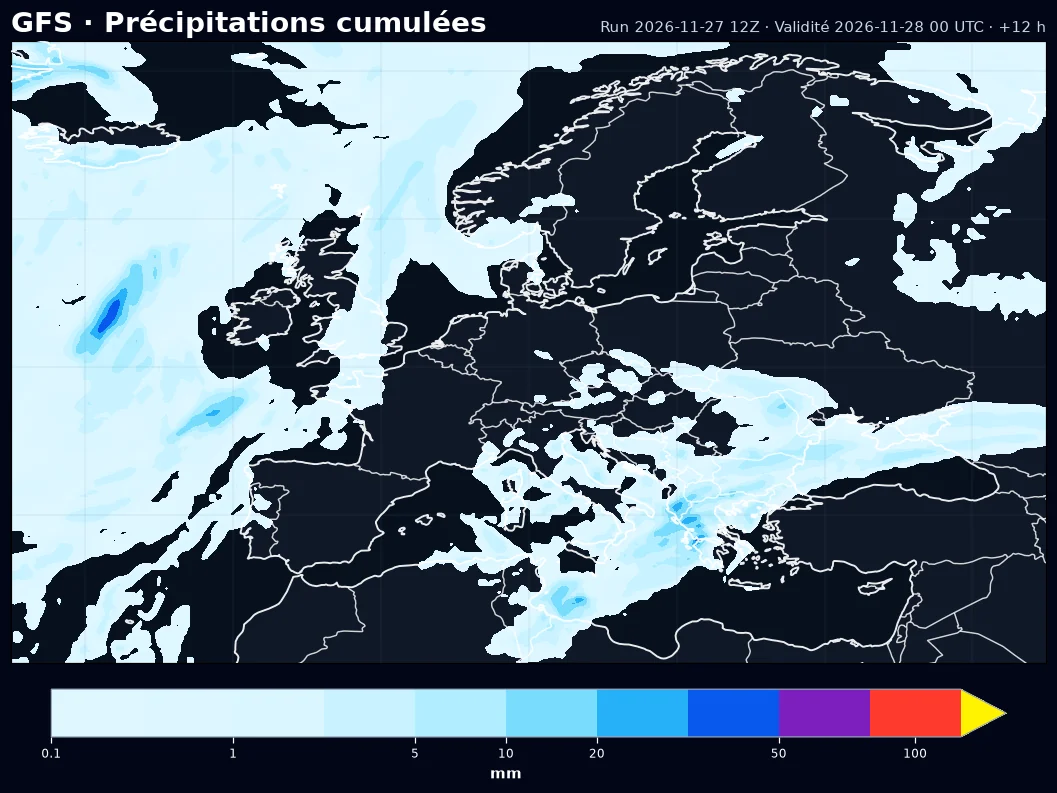 GFS · Précipitations cumulées
Run 2026-11-27 12Z · Validité 2026-11-28 00 UTC · +12 h
0.1 1 5 10 20 50 100
mm